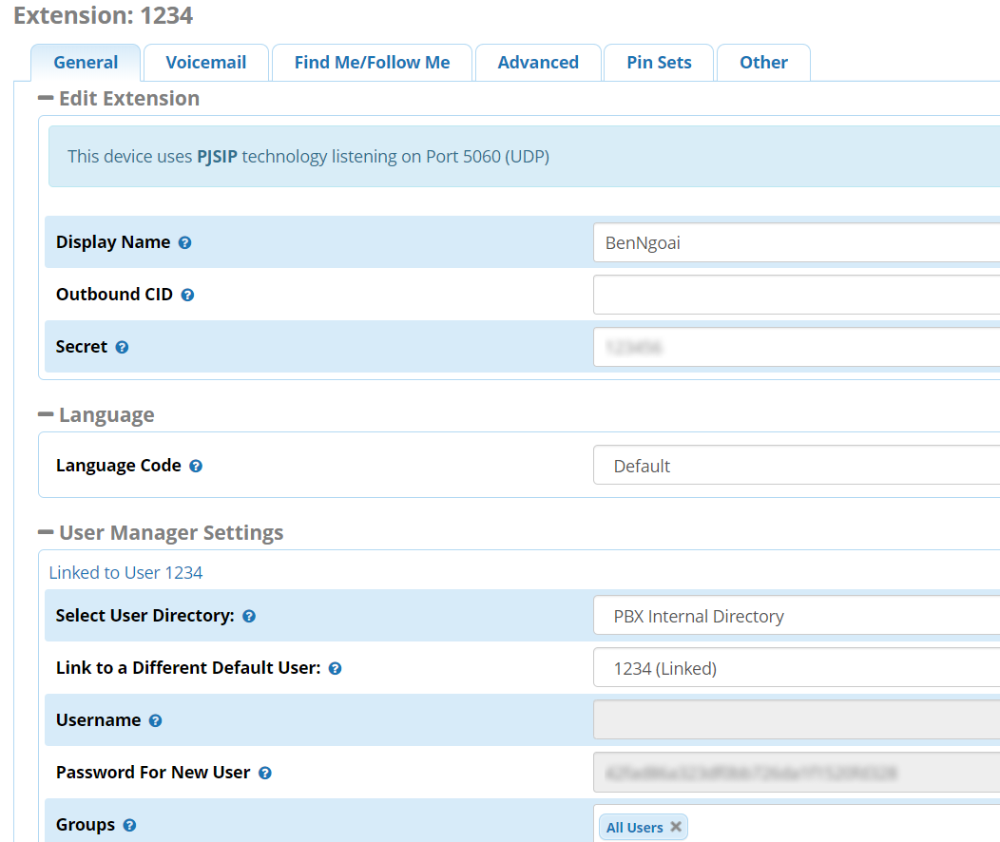 Extension: 1234
General Voicemail Find Me/Follow Me Advanced Pin Sets Other
Edit Extension
This device uses PJSIP technology listening on Port 5060 (UDP)
Display Name BenNgoai
Outbound CID
Secret
Language
Language Code Default
User Manager Settings
Linked to User 1234
Select User Directory: PBX Internal Directory
Link to a Different Default User: 1234 (Linked)
Username
Password For New User
Groups All Users